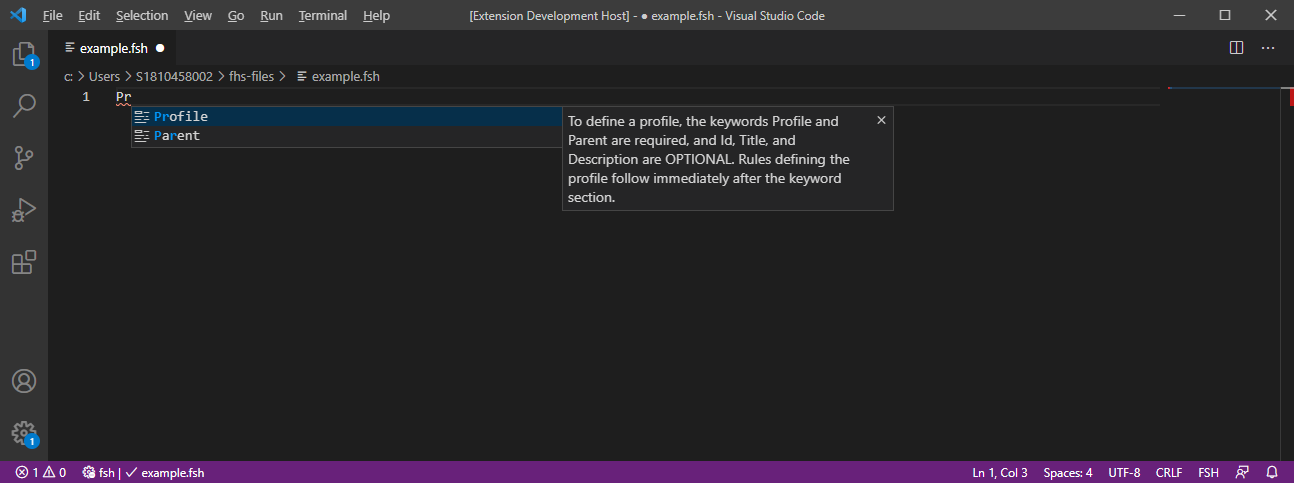 File Edit Selection View Go Run Terminal Help [Extension Development Host] - ● example.fsh - Visual Studio Code
example.fsh ●
c: > Users > S1810458002 > fhs-files > example.fsh
1
1 Pr
Profile
Parent
To define a profile, the keywords Profile and
Parent are required, and Id, Title, and
Description are OPTIONAL. Rules defining the
profile follow immediately after the keyword
section.
1
1 0 fsh | ✓ example.fsh Ln 1, Col 3 Spaces: 4 UTF-8 CRLF FSH